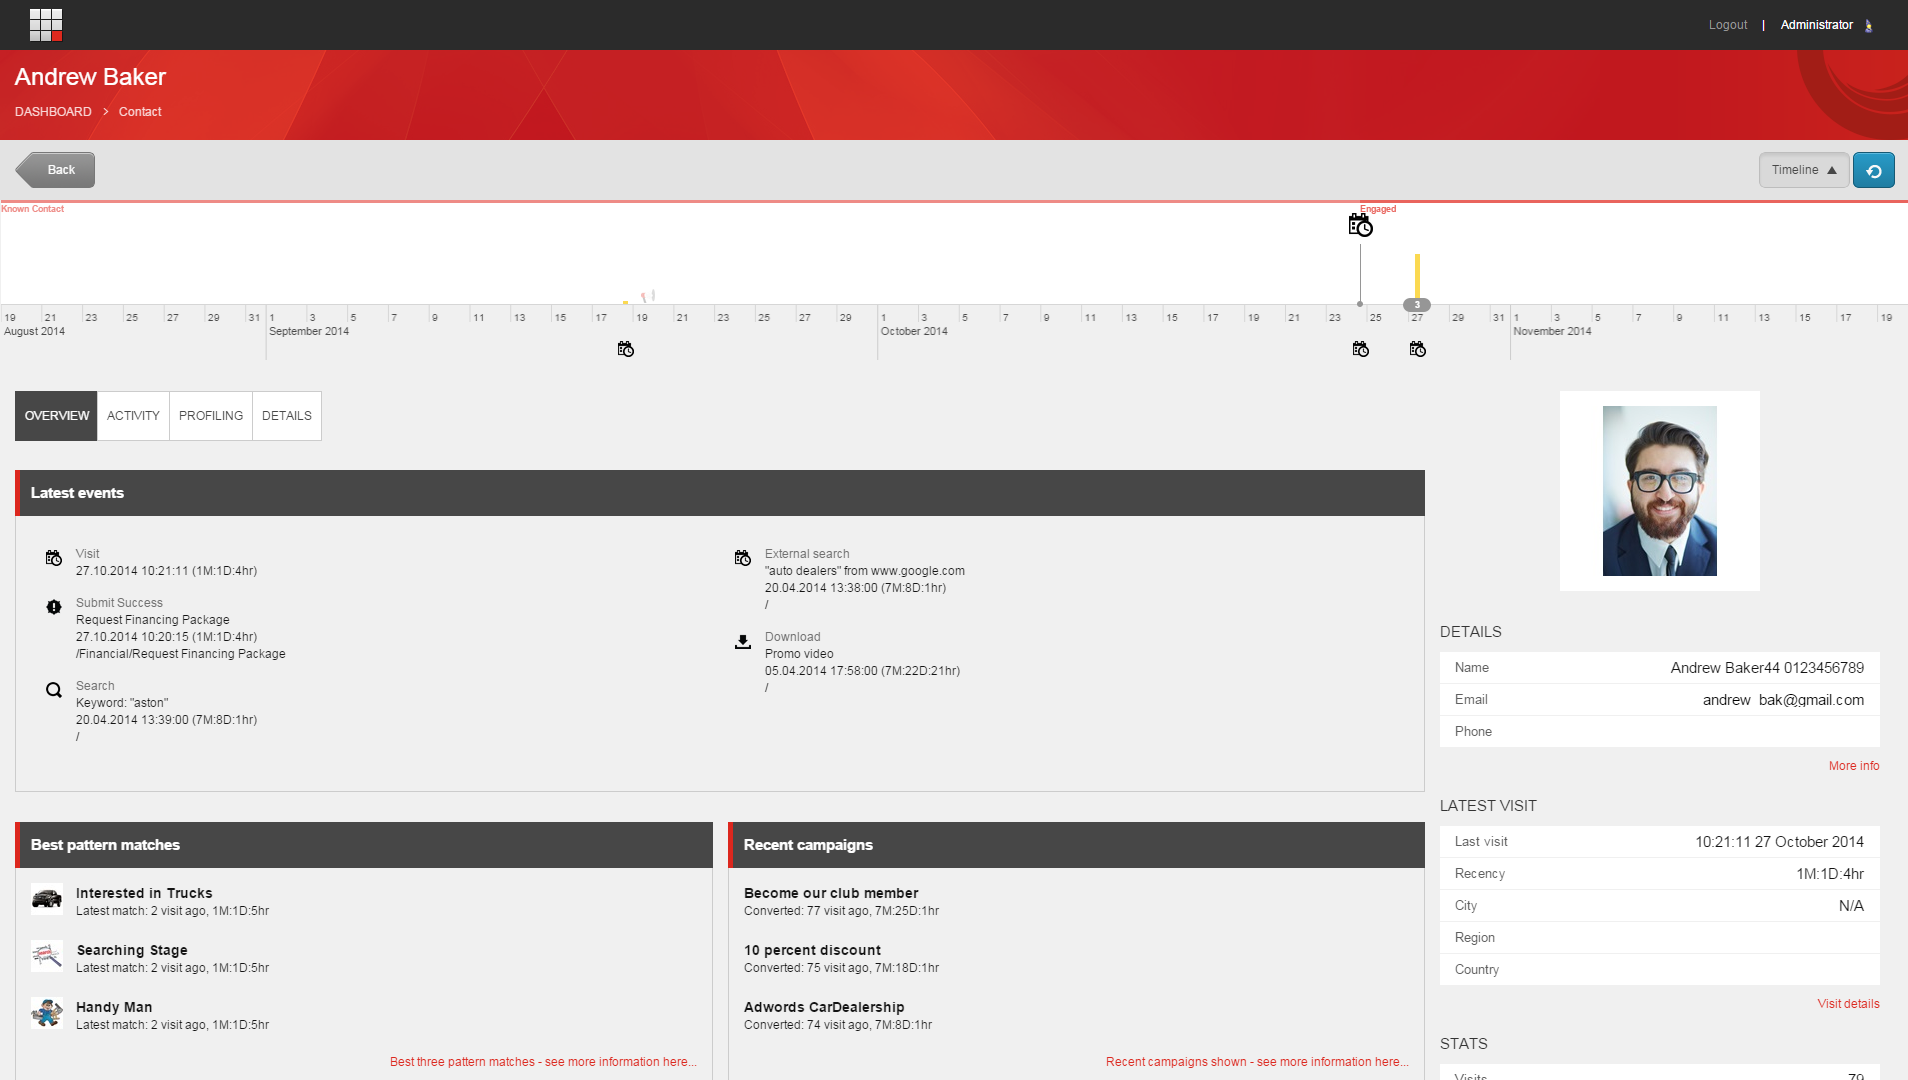 Logout | Administrator
Andrew Baker
DASHBOARD > Contact
Back
Timeline
Known Contact
Engaged
3
19 21 23 25 27 29 31 1 3 5 7 9 11 13 15 17 19 21 23 25 27 29 1 3 5 7 9 11 13 15 17 19 21 23 25 27 29 31 1 3 5 7 9 11 13 15 17 19
August 2014 September 2014 October 2014 November 2014
OVERVIEW ACTIVITY PROFILING DETAILS
Latest events
Visit
27.10.2014 10:21:11 (1M:1D:4hr)
Submit Success
Request Financing Package
27.10.2014 10:20:15 (1M:1D:4hr)
/Financial/Request Financing Package
Search
Keyword: "aston"
20.04.2014 13:39:00 (7M:8D:1hr)
/
External search
"auto dealers" from www.google.com
20.04.2014 13:38:00 (7M:8D:1hr)
/
Download
Promo video
05.04.2014 17:58:00 (7M:22D:21hr)
/
Best pattern matches
Interested in Trucks
Latest match: 2 visit ago, 1M:1D:5hr
Searching Stage
Latest match: 2 visit ago, 1M:1D:5hr
Handy Man
Latest match: 2 visit ago, 1M:1D:5hr
Best three pattern matches - see more information here...
Recent campaigns
Become our club member
Converted: 77 visit ago, 7M:25D:1hr
10 percent discount
Converted: 75 visit ago, 7M:18D:1hr
Adwords CarDealership
Converted: 74 visit ago, 7M:8D:1hr
Recent campaigns shown - see more information here...
DETAILS
Name Andrew Baker44 0123456789
Email andrew bak@gmail.com
Phone
More info
LATEST VISIT
Last visit 10:21:11 27 October 2014
Recency 1M:1D:4hr
City N/A
Region
Country
Visit details
STATS
Visits 79